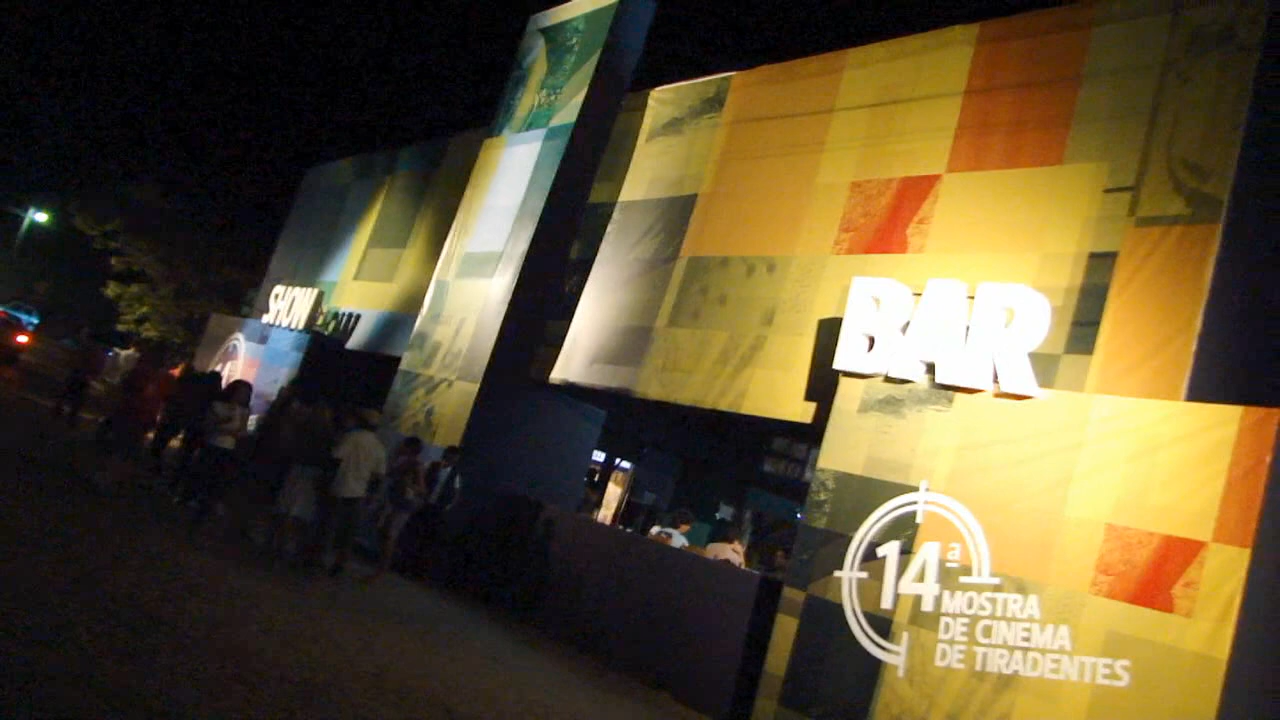 SHOW
BAR
14ª
MOSTRA
DE CINEMA
DE TIRADENTES